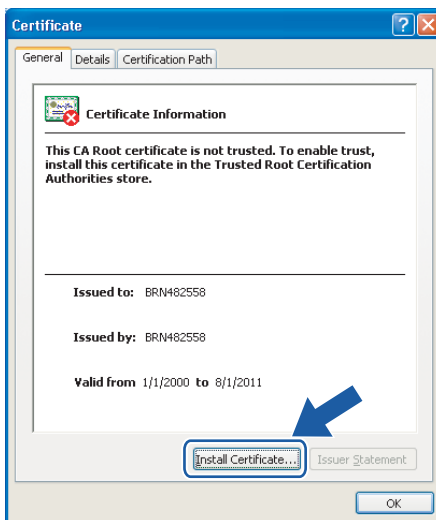 Certificate
General Details Certification Path
Certificate Information
This CA Root certificate is not trusted. To enable trust,
install this certificate in the Trusted Root Certification
Authorities store.
Issued to: BRN482558
Issued by: BRN482558
Valid from 1/1/2000 to 8/1/2011
Install Certificate... Issuer Statement
OK